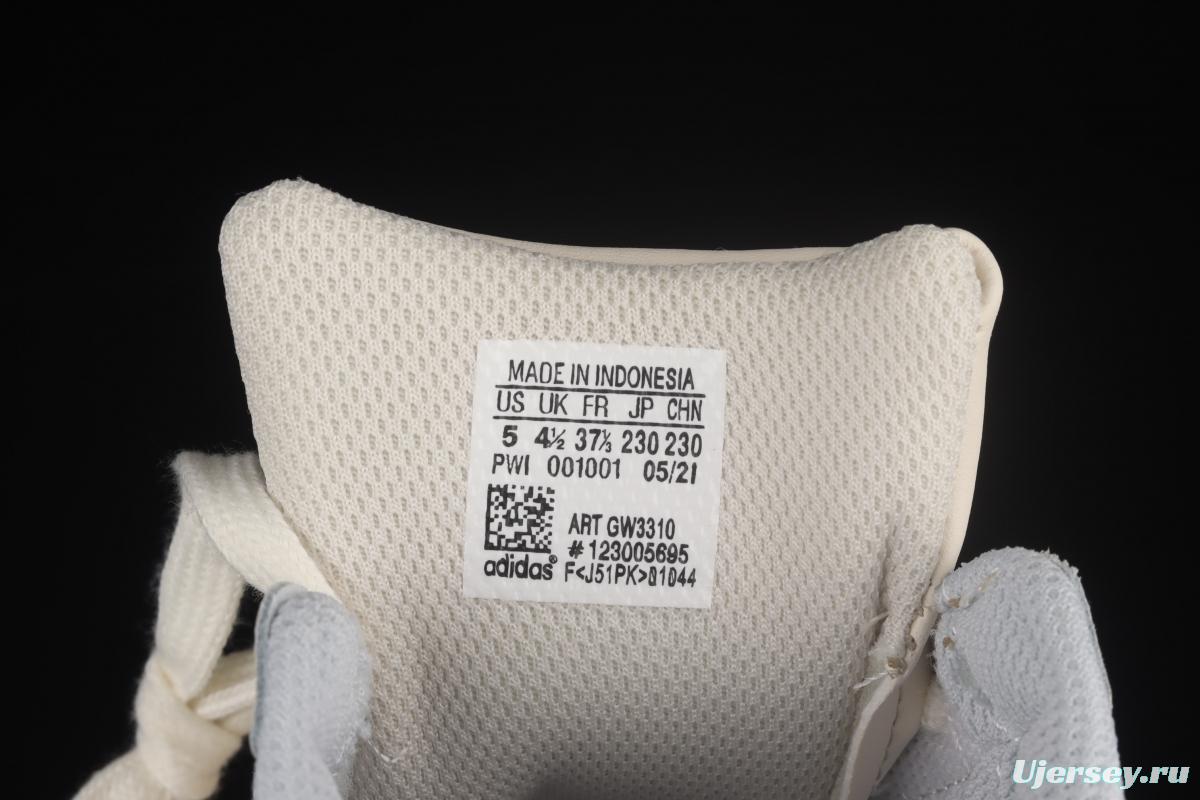 MADE IN INDONESIA
US UK FR JP CHN
5 4½ 37⅓ 230 230
PWI 001001 05/21
ART GW3310
# 123005695
adidas® F<J51PK>01044
Ujersey.ru